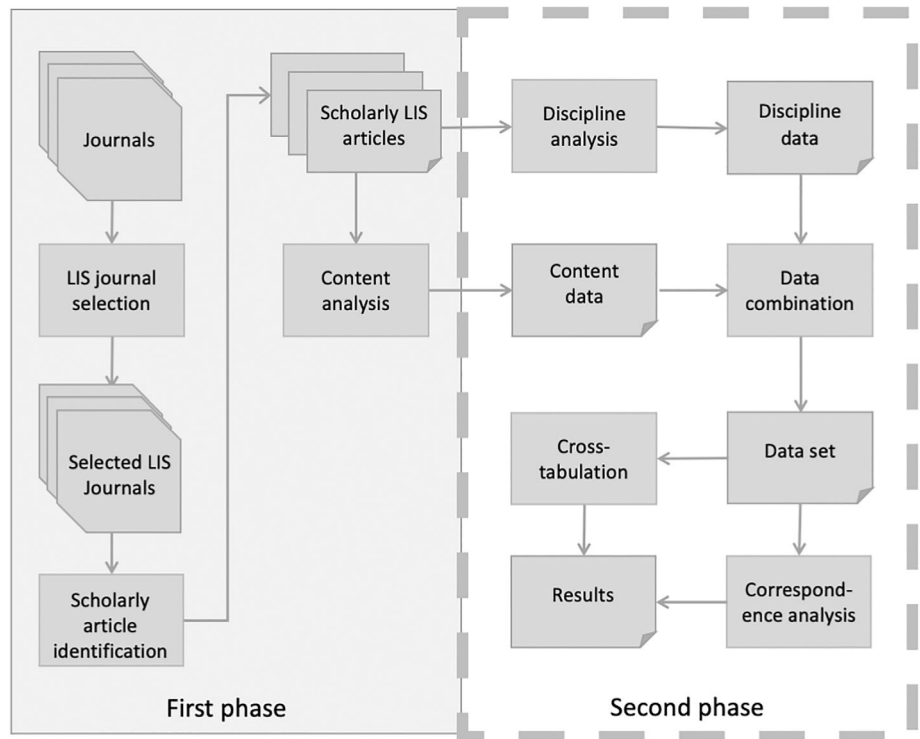 Journals
LIS journal
selection
Selected LIS
Journals
Scholarly
article
identification
Scholarly LIS
articles
Content
analysis
First phase
Discipline
analysis
Discipline
data
Content
data
Data
combination
Data set
Cross-
tabulation
Correspond-
ence analysis
Results
Second phase